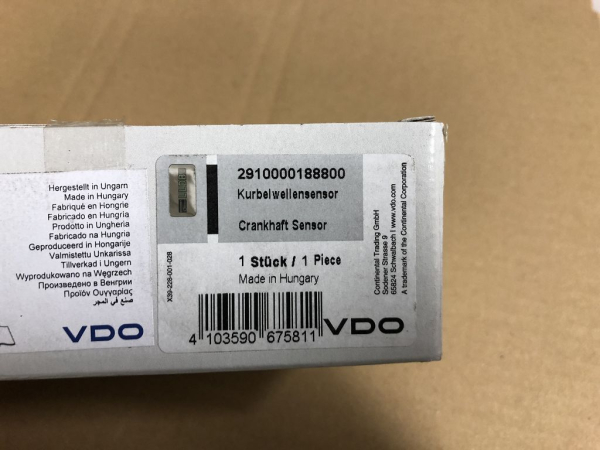 Hergestellt in Ungarn
Made in Hungary
Fabriqué en Hongrie
Fabricado en Hungria
Prodotto in Ungheria
Fabricado na Hungria
Geproduceerd in Hongarije
Valmistettu Unkarissa
Tillverkad i Ungern
Wyprodukowano na Węgrzech
Произведено в Венгрии
Προϊόν Ουγγαρίας
صنع في المجر
VDO
X39-228-001-028
2910000188800
Kurbelwellensensor
Crankhaft Sensor
1 Stück / 1 Piece
Made in Hungary
4 103590 675811
VDO
Continental Trading GmbH
Sodener Strasse 9
65824 Schwalbach I www.vdo.com
A trademark of the Continental Corporation